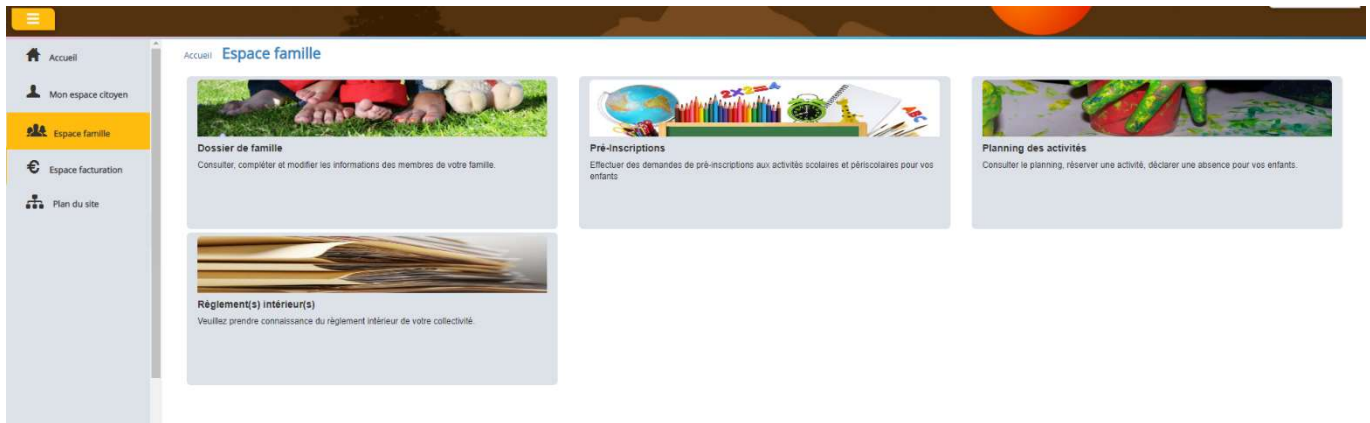 Accueil
Mon espace citoyen
Espace famille
Espace facturation
Plan du site
Accueil Espace famille
Dossier de famille
Consulter, compléter et modifier les informations des membres de votre famille.
2x2=4
ABC
Pré-Inscriptions
Effectuer des demandes de pré-inscriptions aux activités scolaires et périscolaires pour vos
enfants
Planning des activités
Consulter le planning, réserver une activité, déclarer une absence pour vos enfants.
Règlement(s) intérieur(s)
Veuillez prendre connaissance du règlement intérieur de votre collectivité.